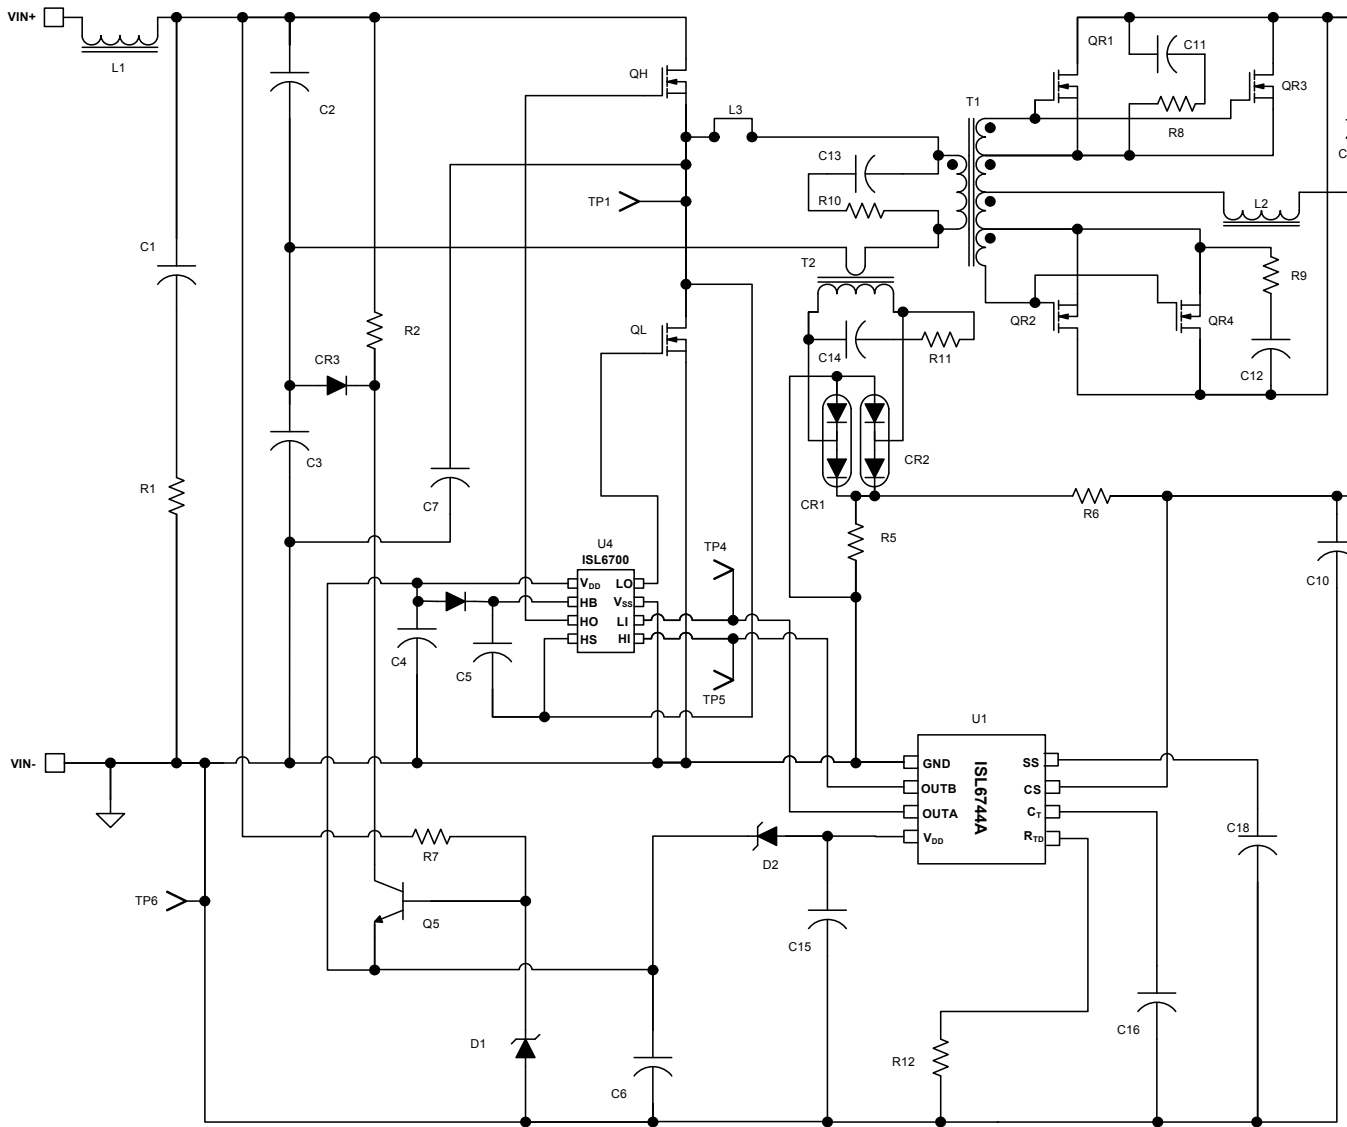 VIN+
L1
C2
QH
L3
T1
QR1
C11
QR3
R8
C
C13
R10
TP1
L2
C1
T2
R9
R2
QL
QR2
QR4
CR3
C14
R11
C12
C3
CR2
R1
C7
CR1
R6
R5
U4
ISL6700
TP4
C10
VDD
LO
HB
VSS
HO
LI
HS
HI
C4
C5
TP5
U1
VIN-
ISL6744A
GND
SS
OUTB
CS
OUTA
CT
VDD
RTD
C18
R7
D2
TP6
Q5
C15
D1
C16
R12
C6